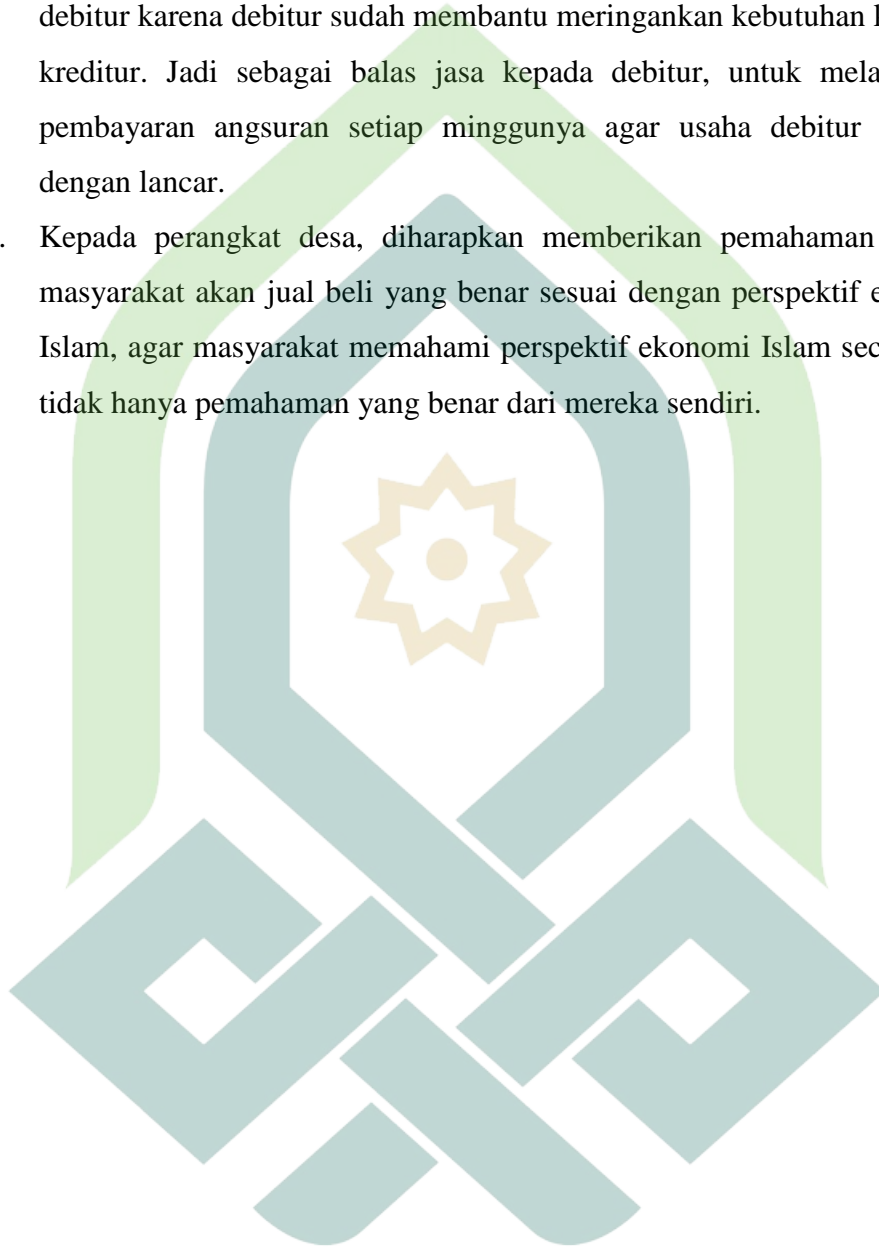 debitur karena debitur sudah membantu meringankan kebutuhan
kreditur. Jadi sebagai balas jasa kepada debitur, untuk
pembayaran angsuran setiap minggunya agar usaha debitur
dengan lancar.
. Kepada perangkat desa, diharapkan memberikan pemahaman
masyarakat akan jual beli yang benar sesuai dengan perspektif
Islam, agar masyarakat memahami perspektif ekonomi Islam
tidak hanya pemahaman yang benar dari mereka sendiri.